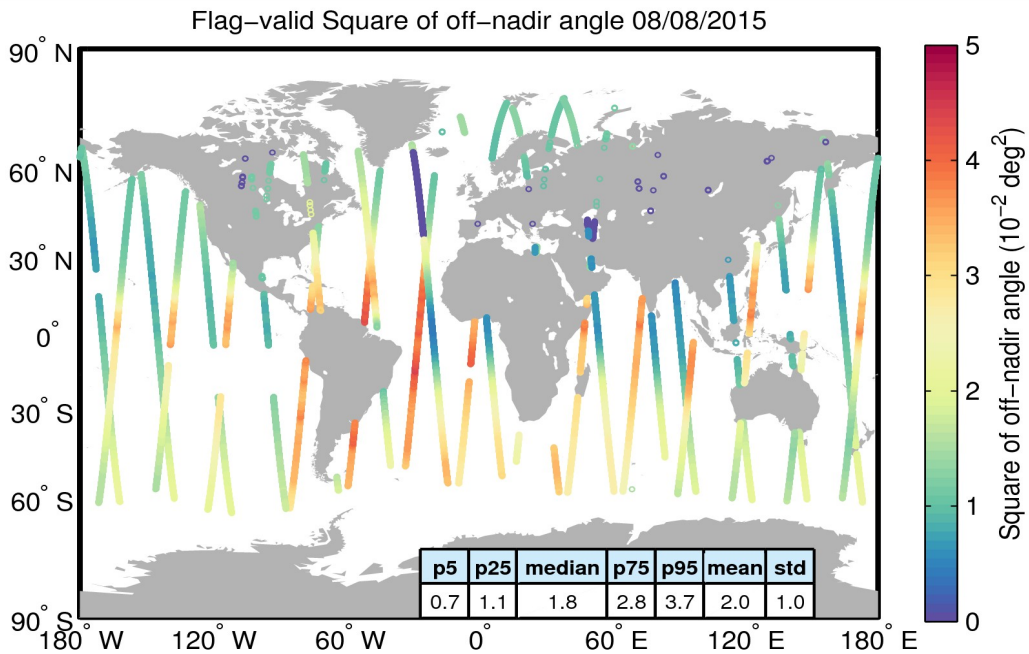 Flag-valid Square of off-nadir angle 08/08/2015
90° N
60° N
30° N
0°
30° S
60° S
90° S
180° W
120° W
60° W
0°
60° E
120° E
180° E
p5 p25 median p75 p95 mean std
0.7 1.1 1.8 2.8 3.7 2.0 1.0
5
4
3
2
1
0
Square of off-nadir angle (10⁻² deg²)